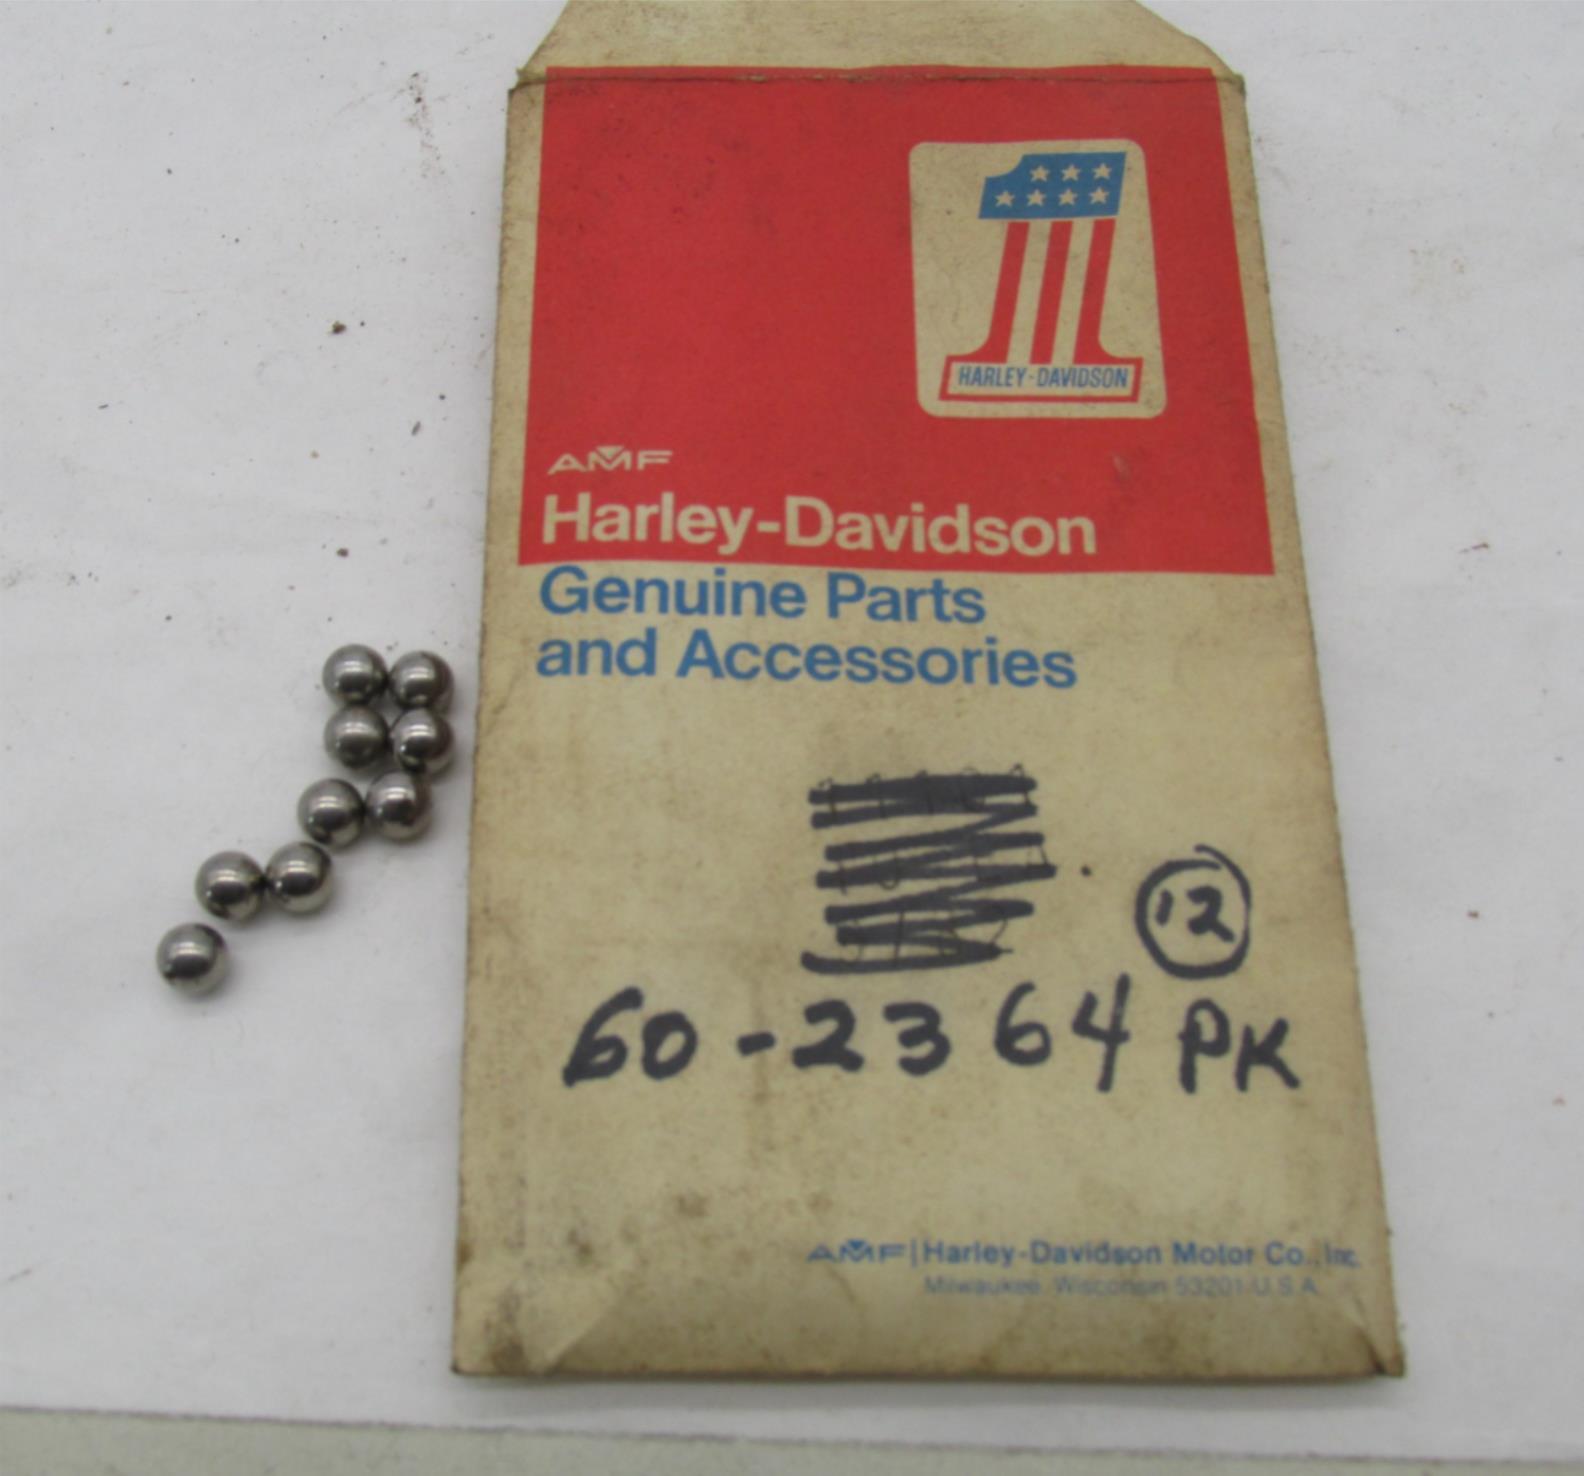 HARLEY-DAVIDSON
AMF
Harley-Davidson
Genuine Parts
and Accessories
12
60-2364 PK
AMF | Harley-Davidson Motor Co., Inc.
Milwaukee, Wisconsin 53201 U.S.A.